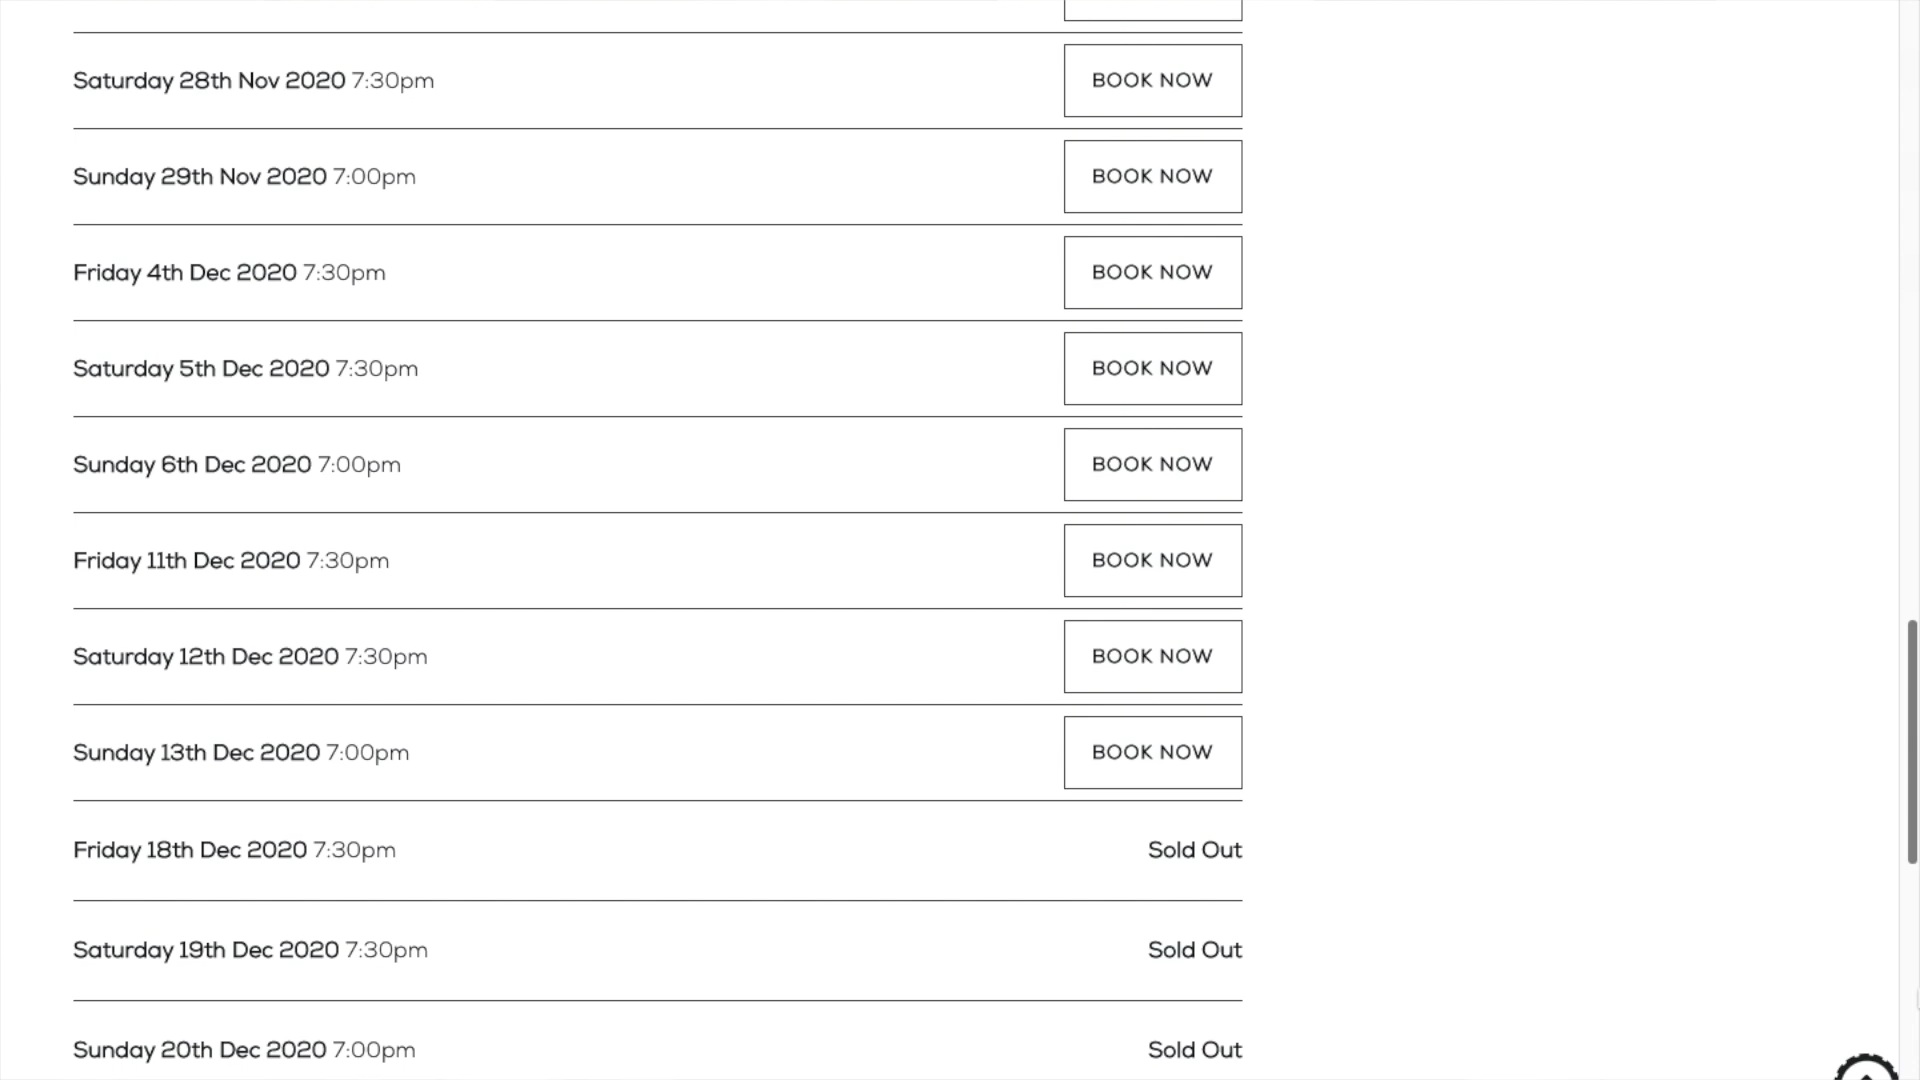 Saturday 28th Nov 2020 7:30pm BOOK NOW
Sunday 29th Nov 2020 7:00pm BOOK NOW
Friday 4th Dec 2020 7:30pm BOOK NOW
Saturday 5th Dec 2020 7:30pm BOOK NOW
Sunday 6th Dec 2020 7:00pm BOOK NOW
Friday 11th Dec 2020 7:30pm BOOK NOW
Saturday 12th Dec 2020 7:30pm BOOK NOW
Sunday 13th Dec 2020 7:00pm BOOK NOW
Friday 18th Dec 2020 7:30pm Sold Out
Saturday 19th Dec 2020 7:30pm Sold Out
Sunday 20th Dec 2020 7:00pm Sold Out